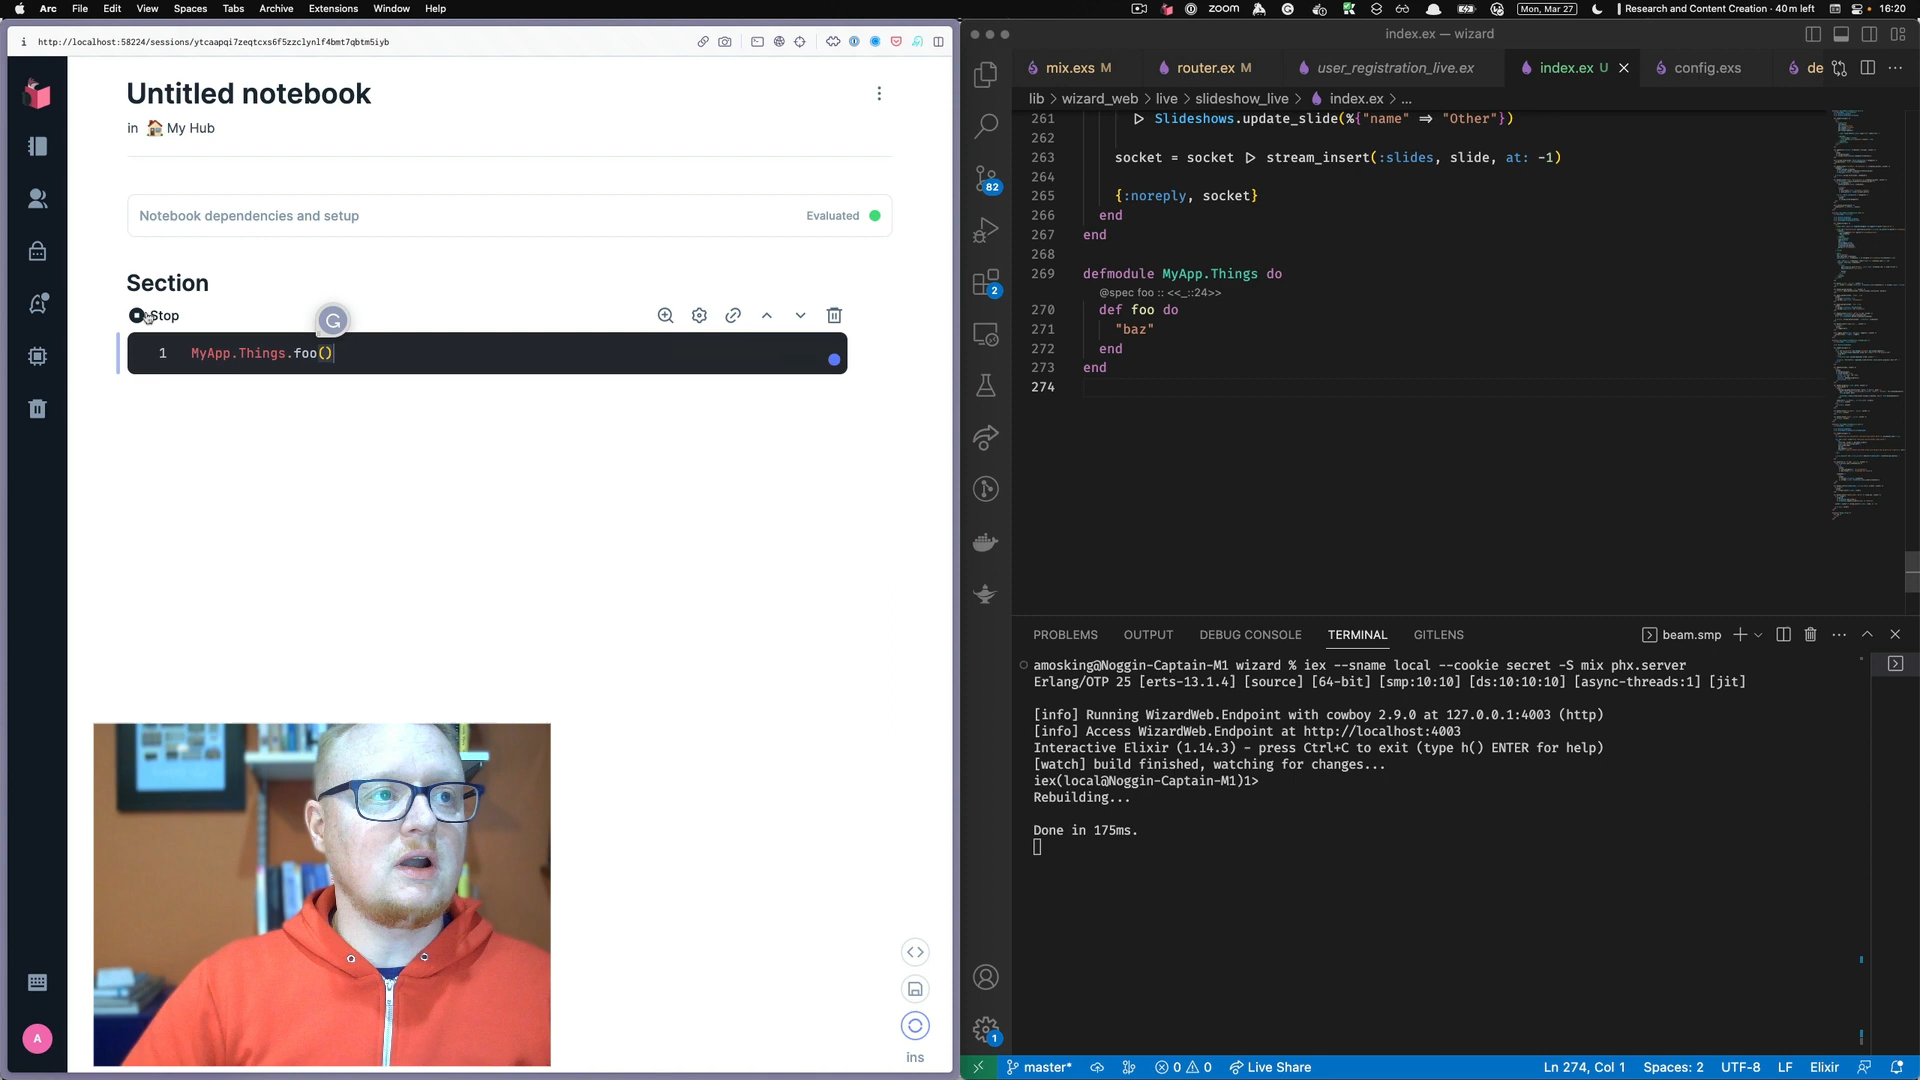 Arc File Edit View Spaces Tabs Archive Extensions Window Help
zoom Mon, Mar 27 Research and Content Creation · 40m left 16:20
http://localhost:58224/sessions/ytcaapqi7zeqtcxs6f5zzclynlf4bmt7qbtm5iyb
Untitled notebook
in My Hub
Notebook dependencies and setup Evaluated
Section
Stop
G
1 MyApp.Things.foo()
A
ins
index.ex — wizard
mix.exs M router.ex M user_registration_live.ex index.ex U config.exs de
lib > wizard_web > live > slideshow_live > index.ex > ...
261 ▷ Slideshows.update_slide(%{"name" ⇒ "Other"})
262
263 socket = socket ▷ stream_insert(:slides, slide, at: -1)
264
265 {:noreply, socket}
266 end
267 end
268
269 defmodule MyApp.Things do
@spec foo :: <<_::24>>
270 def foo do
271 "baz"
272 end
273 end
274
82
2
1
PROBLEMS OUTPUT DEBUG CONSOLE TERMINAL GITLENS beam.smp
amosking@Noggin-Captain-M1 wizard % iex --sname local --cookie secret -S mix phx.server
Erlang/OTP 25 [erts-13.1.4] [source] [64-bit] [smp:10:10] [ds:10:10:10] [async-threads:1] [jit]
[info] Running WizardWeb.Endpoint with cowboy 2.9.0 at 127.0.0.1:4003 (http)
[info] Access WizardWeb.Endpoint at http://localhost:4003
Interactive Elixir (1.14.3) - press Ctrl+C to exit (type h() ENTER for help)
[watch] build finished, watching for changes...
iex(local@Noggin-Captain-M1)1>
Rebuilding...
Done in 175ms.
master* 0 0 Live Share Ln 274, Col 1 Spaces: 2 UTF-8 LF Elixir